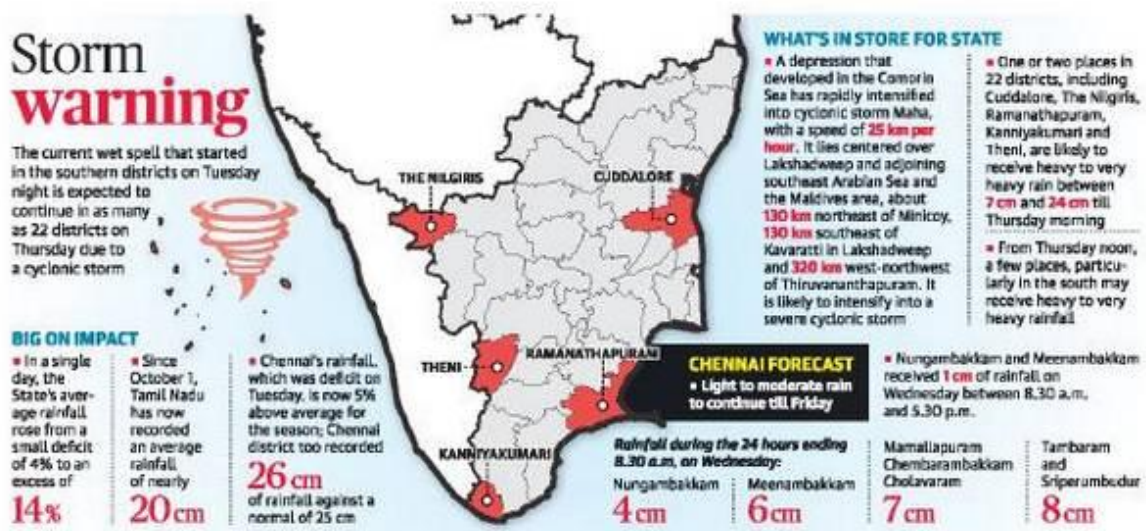 Storm
warning
The current wet spell that started
in the southern districts on Tuesday
night is expected to
continue in as many
as 22 districts on
Thursday due to
a cyclonic storm
BIG ON IMPACT
▪ In a single
day, the
State's aver-
age rainfall
rose from a
small deficit
of 4% to an
excess of
14%
▪ Since
October 1,
Tamil Nadu
has now
recorded
an average
rainfall
of nearly
20 cm
▪ Chennai's rainfall,
which was deficit on
Tuesday, is now 5%
above average for
the season; Chennai
district too recorded
26 cm
of rainfall against a
normal of 25 cm
THE NILGIRIS
CUDDALORE
THENI
RAMANATHAPURAM
KANNIYAKUMARI
WHAT'S IN STORE FOR STATE
▪ A depression that
developed in the Comorin
Sea has rapidly intensified
into cyclonic storm Maha,
with a speed of 25 km per
hour. It lies centered over
Lakshadweep and adjoining
southeast Arabian Sea and
the Maldives area, about
130 km northeast of Minicoy,
130 km southeast of
Kavaratti in Lakshadweep
and 320 km west-northwest
of Thiruvananthapuram. It
is likely to intensify into a
severe cyclonic storm
▪ One or two places in
22 districts, including
Cuddalore, The Nilgiris,
Ramanathapuram,
Kanniyakumari and
Theni, are likely to
receive heavy to very
heavy rain between
7 cm and 24 cm till
Thursday morning
▪ From Thursday noon,
a few places, particu-
larly in the south may
receive heavy to very
heavy rainfall
CHENNAI FORECAST
▪ Light to moderate rain
to continue till Friday
▪ Nungambakkam and Meenambakkam
received 1 cm of rainfall on
Wednesday between 8.30 a.m.
and 5.30 p.m.
Rainfall during the 24 hours ending
8.30 a.m, on Wednesday:
Nungambakkam
4 cm
Meenambakkam
6 cm
Mamallapuram
Chembarambakkam
Cholavaram
7 cm
Tambaram
and
Sriperumbudur
8 cm